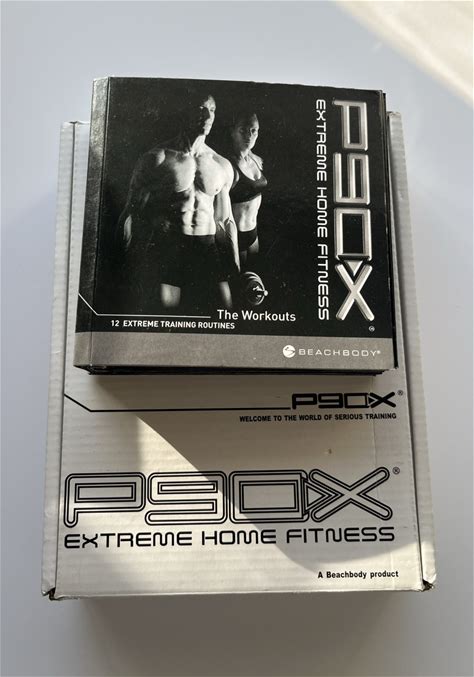 P90X
EXTREME HOME FITNESS
The Workouts
12 EXTREME TRAINING ROUTINES
BEACHBODY®
P90X®
WELCOME TO THE WORLD OF SERIOUS TRAINING
P90X®
EXTREME HOME FITNESS
A Beachbody product